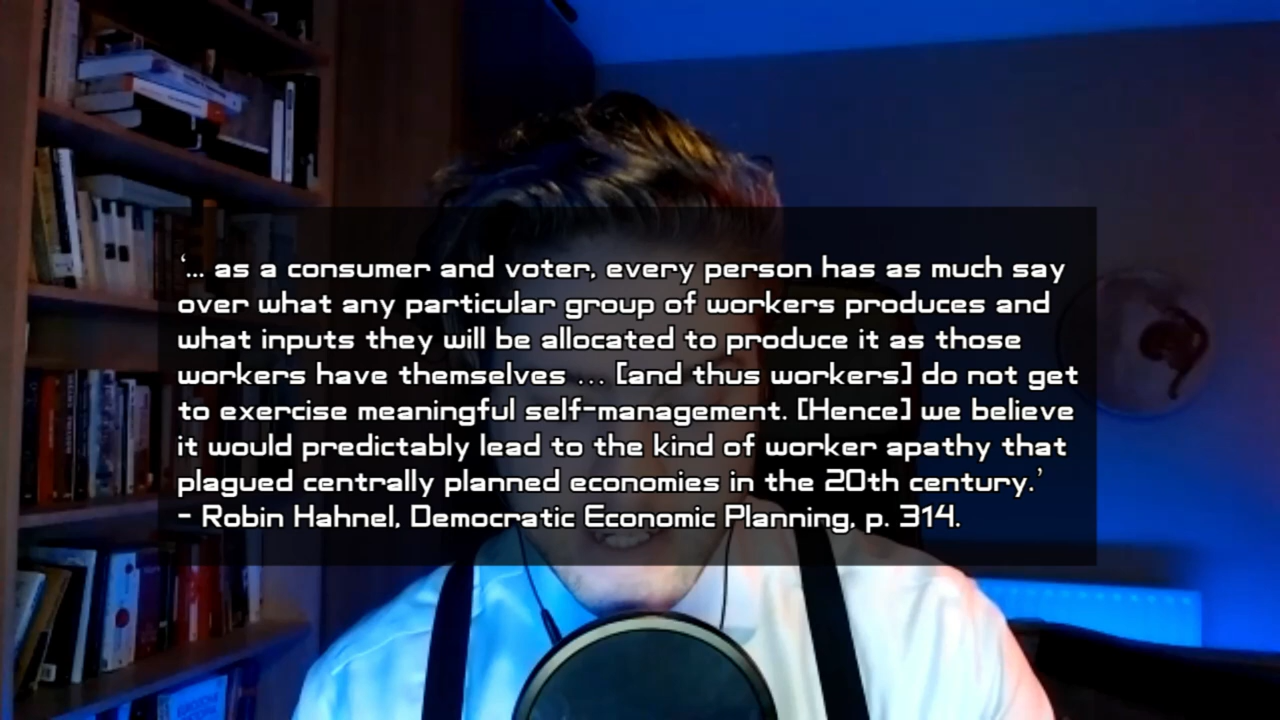 ‘... as a consumer and voter, every person has as much say
over what any particular group of workers produces and
what inputs they will be allocated to produce it as those
workers have themselves ... [and thus workers] do not get
to exercise meaningful self-management. [Hence] we believe
it would predictably lead to the kind of worker apathy that
plagued centrally planned economies in the 20th century.’
- Robin Hahnel, Democratic Economic Planning, p. 314.